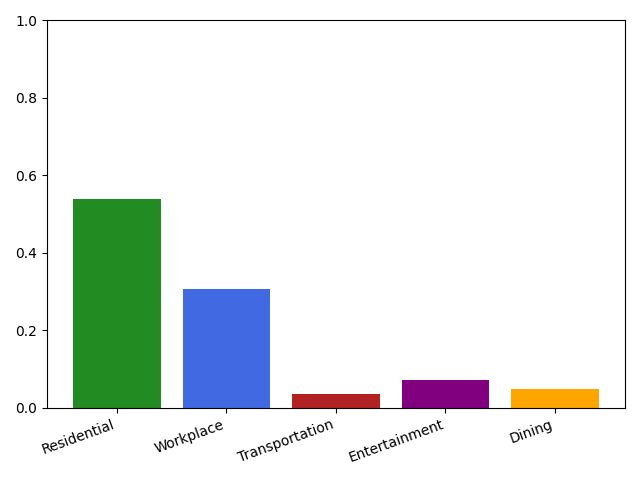 1.0
0.8
0.6
0.4
0.2
0.0
Residential
Workplace
Transportation
Entertainment
Dining